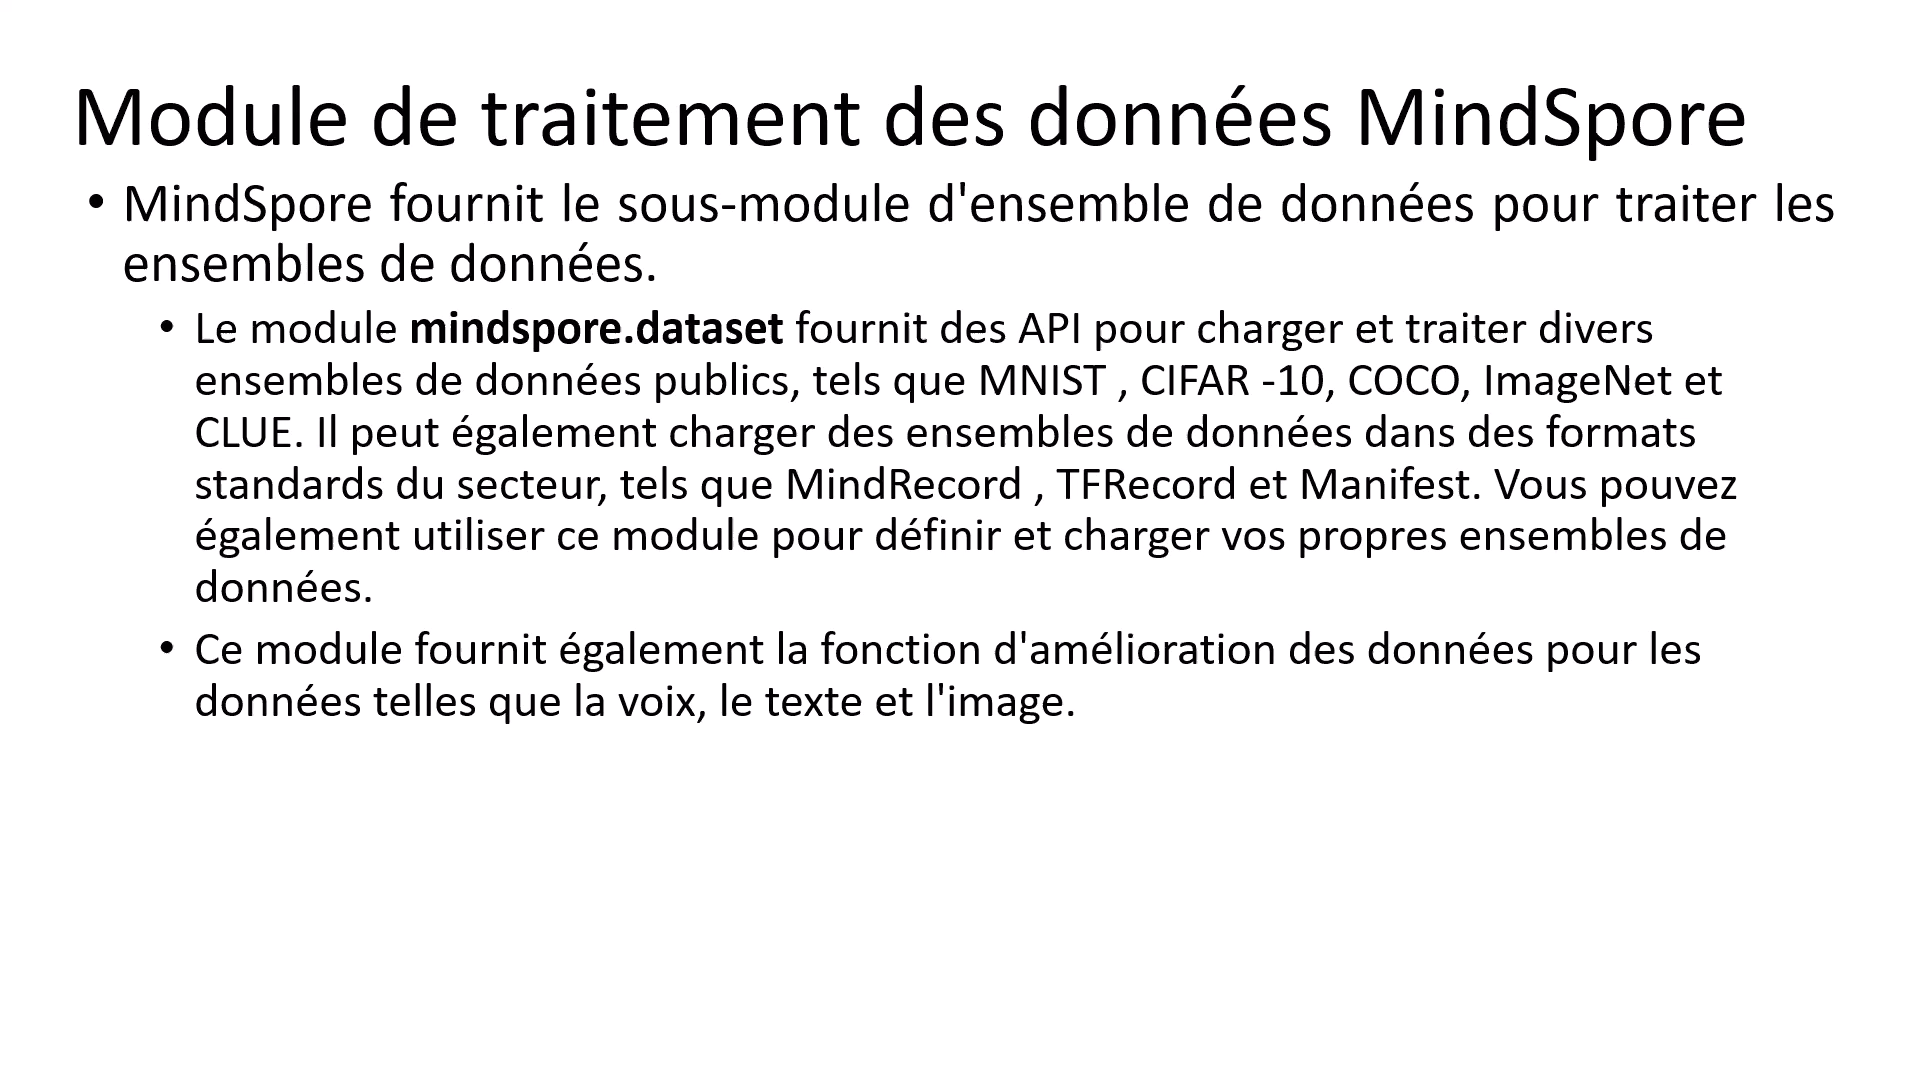 Module de traitement des données MindSpore
• MindSpore fournit le sous-module d'ensemble de données pour traiter les
ensembles de données.
• Le module mindspore.dataset fournit des API pour charger et traiter divers
ensembles de données publics, tels que MNIST , CIFAR -10, COCO, ImageNet et
CLUE. Il peut également charger des ensembles de données dans des formats
standards du secteur, tels que MindRecord , TFRecord et Manifest. Vous pouvez
également utiliser ce module pour définir et charger vos propres ensembles de
données.
• Ce module fournit également la fonction d'amélioration des données pour les
données telles que la voix, le texte et l'image.